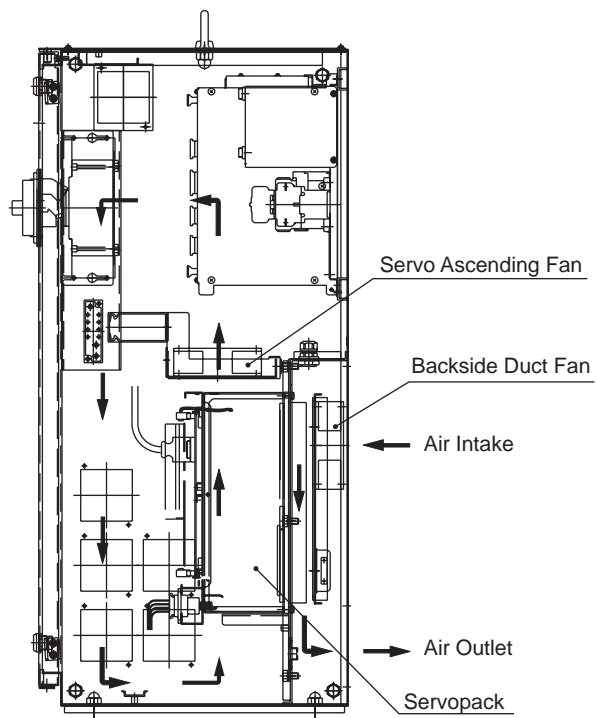 Servo Ascending Fan
Backside Duct Fan
Air Intake
Air Outlet
Servopack